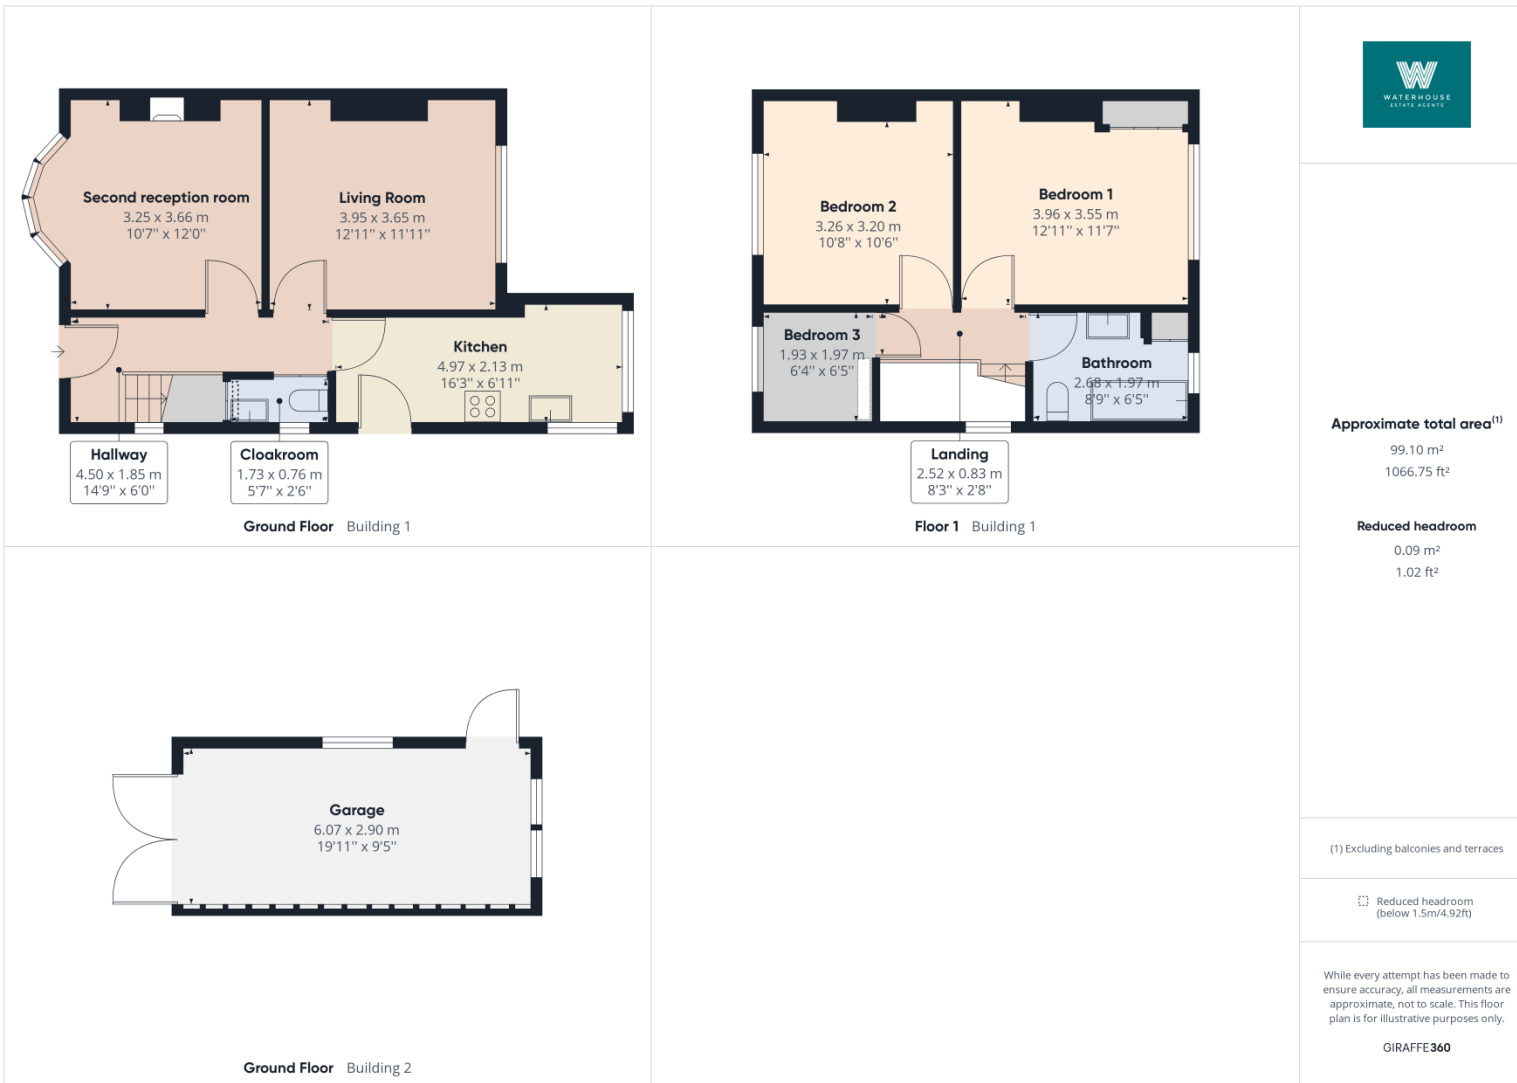 Second reception room
3.25 x 3.66 m
10'7'' x 12'0''
Living Room
3.95 x 3.65 m
12'11'' x 11'11''
Kitchen
4.97 x 2.13 m
16'3'' x 6'11''
Hallway
4.50 x 1.85 m
14'9'' x 6'0''
Cloakroom
1.73 x 0.76 m
5'7'' x 2'6''
Ground Floor Building 1
Bedroom 2
3.26 x 3.20 m
10'8'' x 10'6''
Bedroom 1
3.96 x 3.55 m
12'11'' x 11'7''
Bedroom 3
1.93 x 1.97 m
6'4'' x 6'5''
Bathroom
2.68 x 1.97 m
8'9'' x 6'5''
Landing
2.52 x 0.83 m
8'3'' x 2'8''
Floor 1 Building 1
Garage
6.07 x 2.90 m
19'11'' x 9'5''
Ground Floor Building 2
WATERHOUSE
ESTATE AGENTS
Approximate total area(1)
99.10 m²
1066.75 ft²
Reduced headroom
0.09 m²
1.02 ft²
(1) Excluding balconies and terraces
Reduced headroom
(below 1.5m/4.92ft)
While every attempt has been made to
ensure accuracy, all measurements are
approximate, not to scale. This floor
plan is for illustrative purposes only.
GIRAFFE360